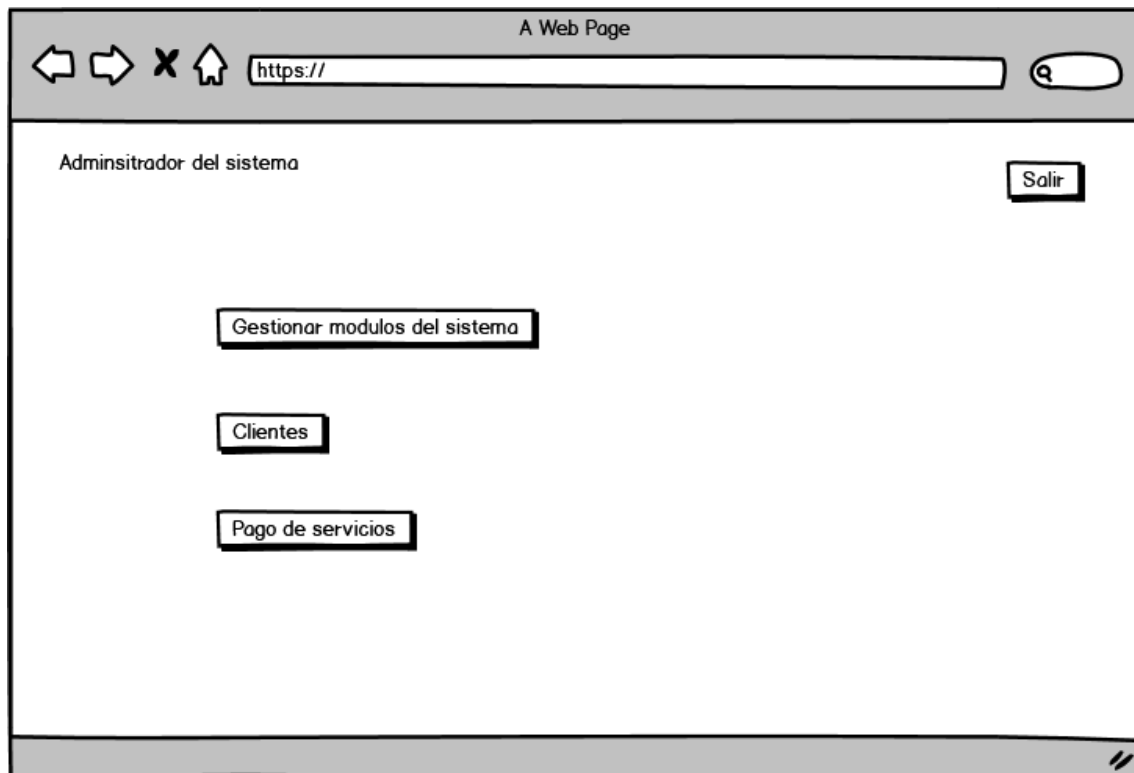 A Web Page
https://
Adminsitrador del sistema
Salir
Gestionar modulos del sistema
Clientes
Pago de servicios